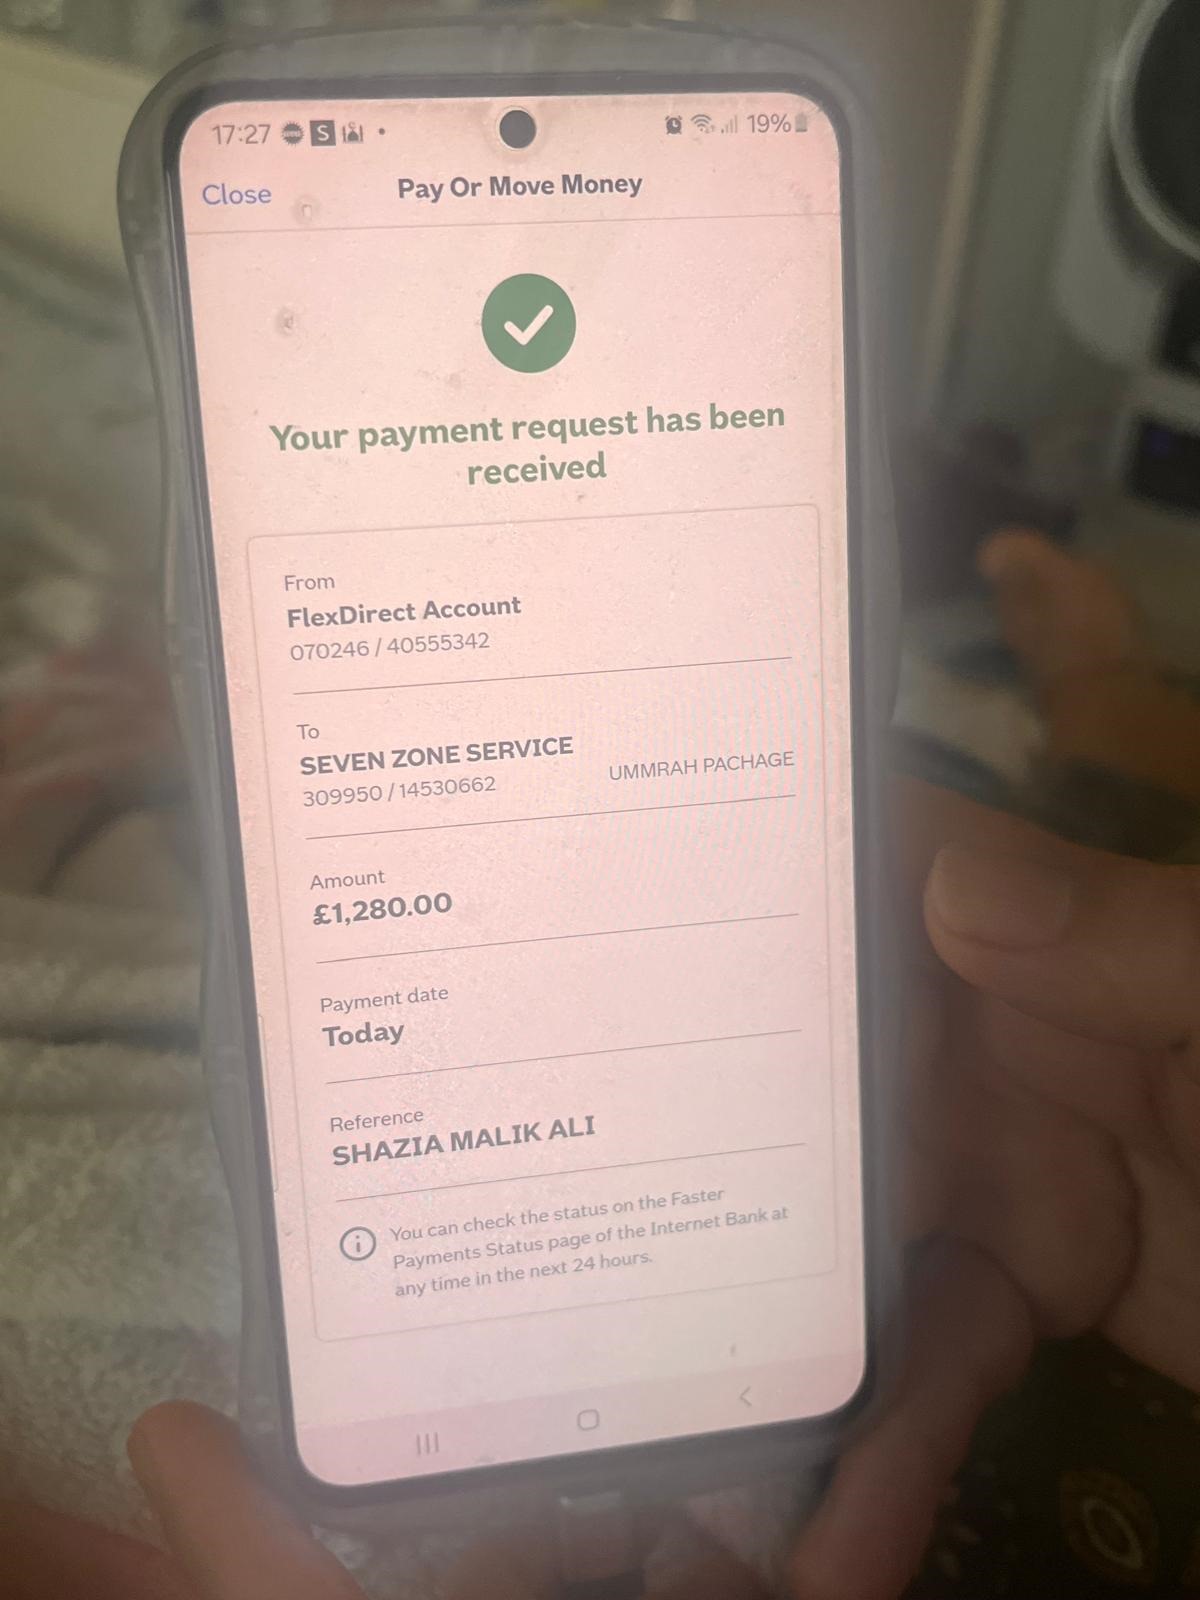 17:27 S 19%
Close Pay Or Move Money
Your payment request has been
received
From
FlexDirect Account
070246 / 40555342
To
SEVEN ZONE SERVICE
309950 / 14530662 UMMRAH PACHAGE
Amount
£1,280.00
Payment date
Today
Reference
SHAZIA MALIK ALI
You can check the status on the Faster
Payments Status page of the Internet Bank at
any time in the next 24 hours.